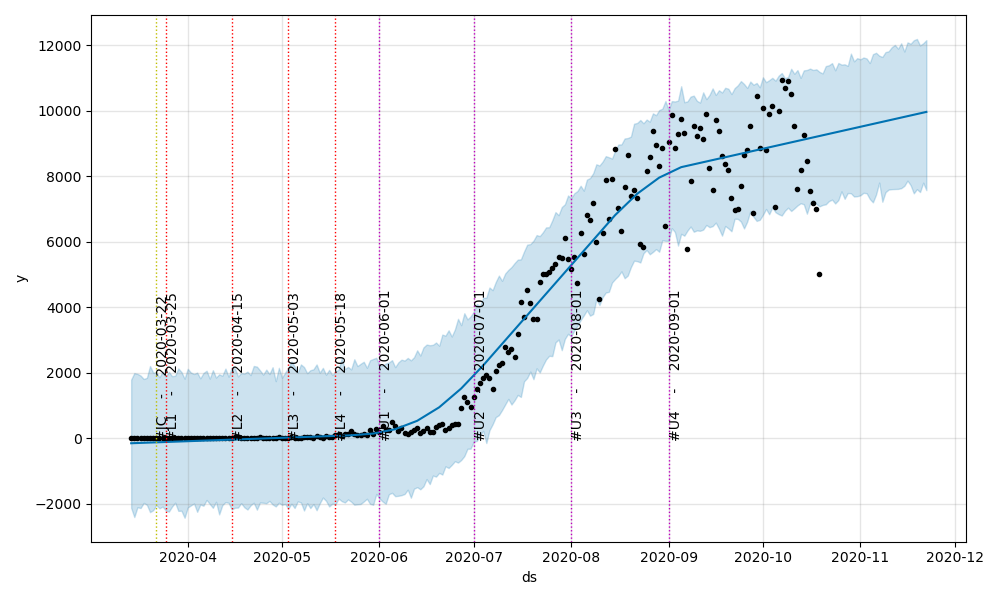 12000
10000
8000
6000
4000
2000
0
−2000
y
#JC - 2020-03-22
#L1 - 2020-03-25
#L2 - 2020-04-15
#L3 - 2020-05-03
#L4 - 2020-05-18
#U1 - 2020-06-01
#U2 - 2020-07-01
#U3 - 2020-08-01
#U4 - 2020-09-01
2020-04
2020-05
2020-06
2020-07
2020-08
2020-09
2020-10
2020-11
2020-12
ds